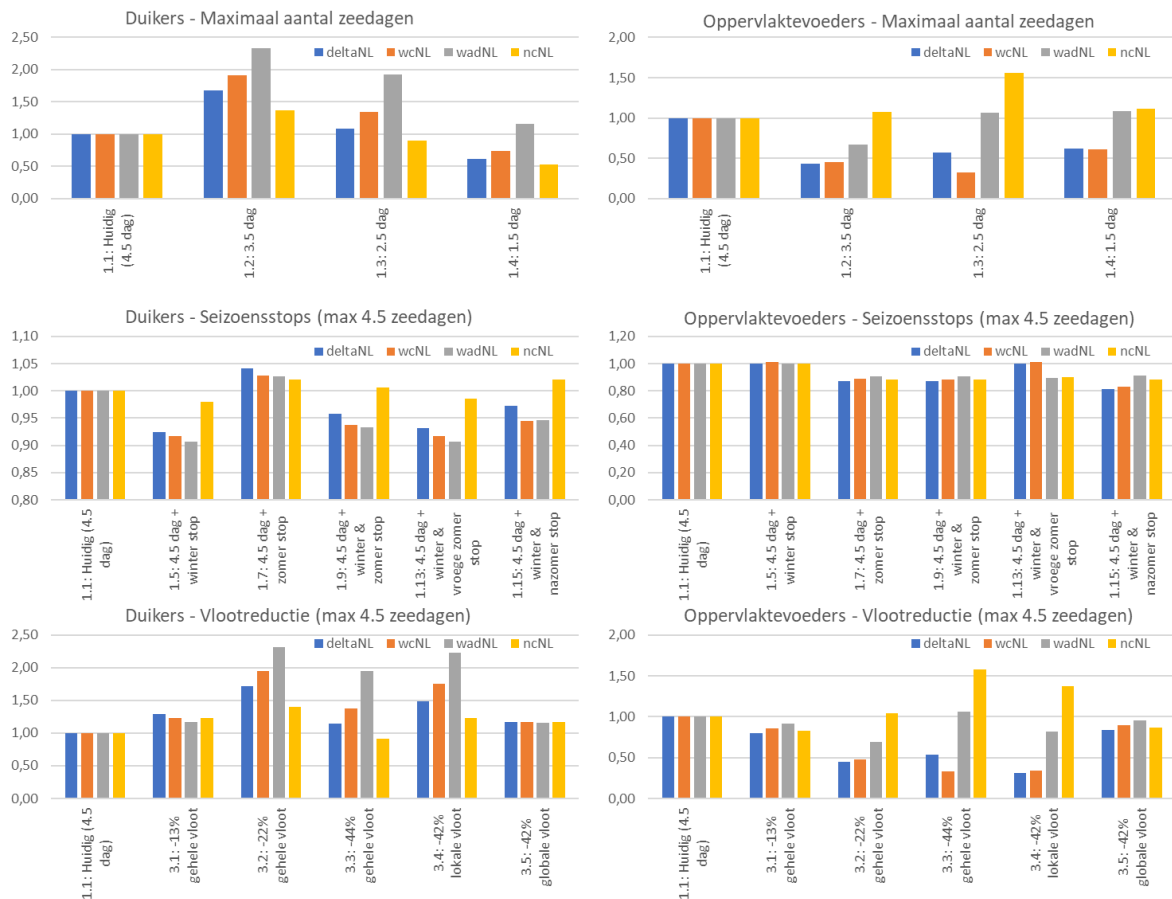 Duikers - Maximaal aantal zeedagen
2,50
2,00
1,50
1,00
0,50
0,00
deltaNL
wcNL
wadNL
ncNL
1.1: Huidig
(4.5 dag)
1.2: 3.5 dag
1.3: 2.5 dag
1.4: 1.5 dag
Oppervlaktevoeders - Maximaal aantal zeedagen
2,00
1,50
1,00
0,50
0,00
deltaNL
wcNL
wadNL
ncNL
1.1: Huidig
(4.5 dag)
1.2: 3.5 dag
1.3: 2.5 dag
1.4: 1.5 dag
Duikers - Seizoensstops (max 4.5 zeedagen)
1,10
1,05
1,00
0,95
0,90
0,85
0,80
deltaNL
wcNL
wadNL
ncNL
1.1: Huidig (4.5
dag)
1.5: 4.5 dag +
winter stop
1.7: 4.5 dag +
zomer stop
1.9: 4.5 dag +
winter &
zomer stop
1.13: 4.5 dag +
winter &
vroege zomer
stop
1.15: 4.5 dag +
winter &
nazomer stop
Oppervlaktevoeders - Seizoensstops (max 4.5 zeedagen)
1,20
1,00
0,80
0,60
0,40
0,20
0,00
deltaNL
wcNL
wadNL
ncNL
1.1: Huidig (4.5
dag)
1.5: 4.5 dag +
winter stop
1.7: 4.5 dag +
zomer stop
1.9: 4.5 dag +
winter &
zomer stop
1.13: 4.5 dag +
winter &
vroege zomer
stop
1.15: 4.5 dag +
winter &
nazomer stop
Duikers - Vlootreductie (max 4.5 zeedagen)
2,50
2,00
1,50
1,00
0,50
0,00
deltaNL
wcNL
wadNL
ncNL
1.1: Huidig (4.5
dag)
3.1: -13%
gehele vloot
3.2: -22%
gehele vloot
3.3: -44%
gehele vloot
3.4: -42%
lokale vloot
3.5: -42%
globale vloot
Oppervlaktevoeders - Vlootreductie (max 4.5 zeedagen)
2,00
1,50
1,00
0,50
0,00
deltaNL
wcNL
wadNL
ncNL
1.1: Huidig (4.5
dag)
3.1: -13%
gehele vloot
3.2: -22%
gehele vloot
3.3: -44%
gehele vloot
3.4: -42%
lokale vloot
3.5: -42%
globale vloot